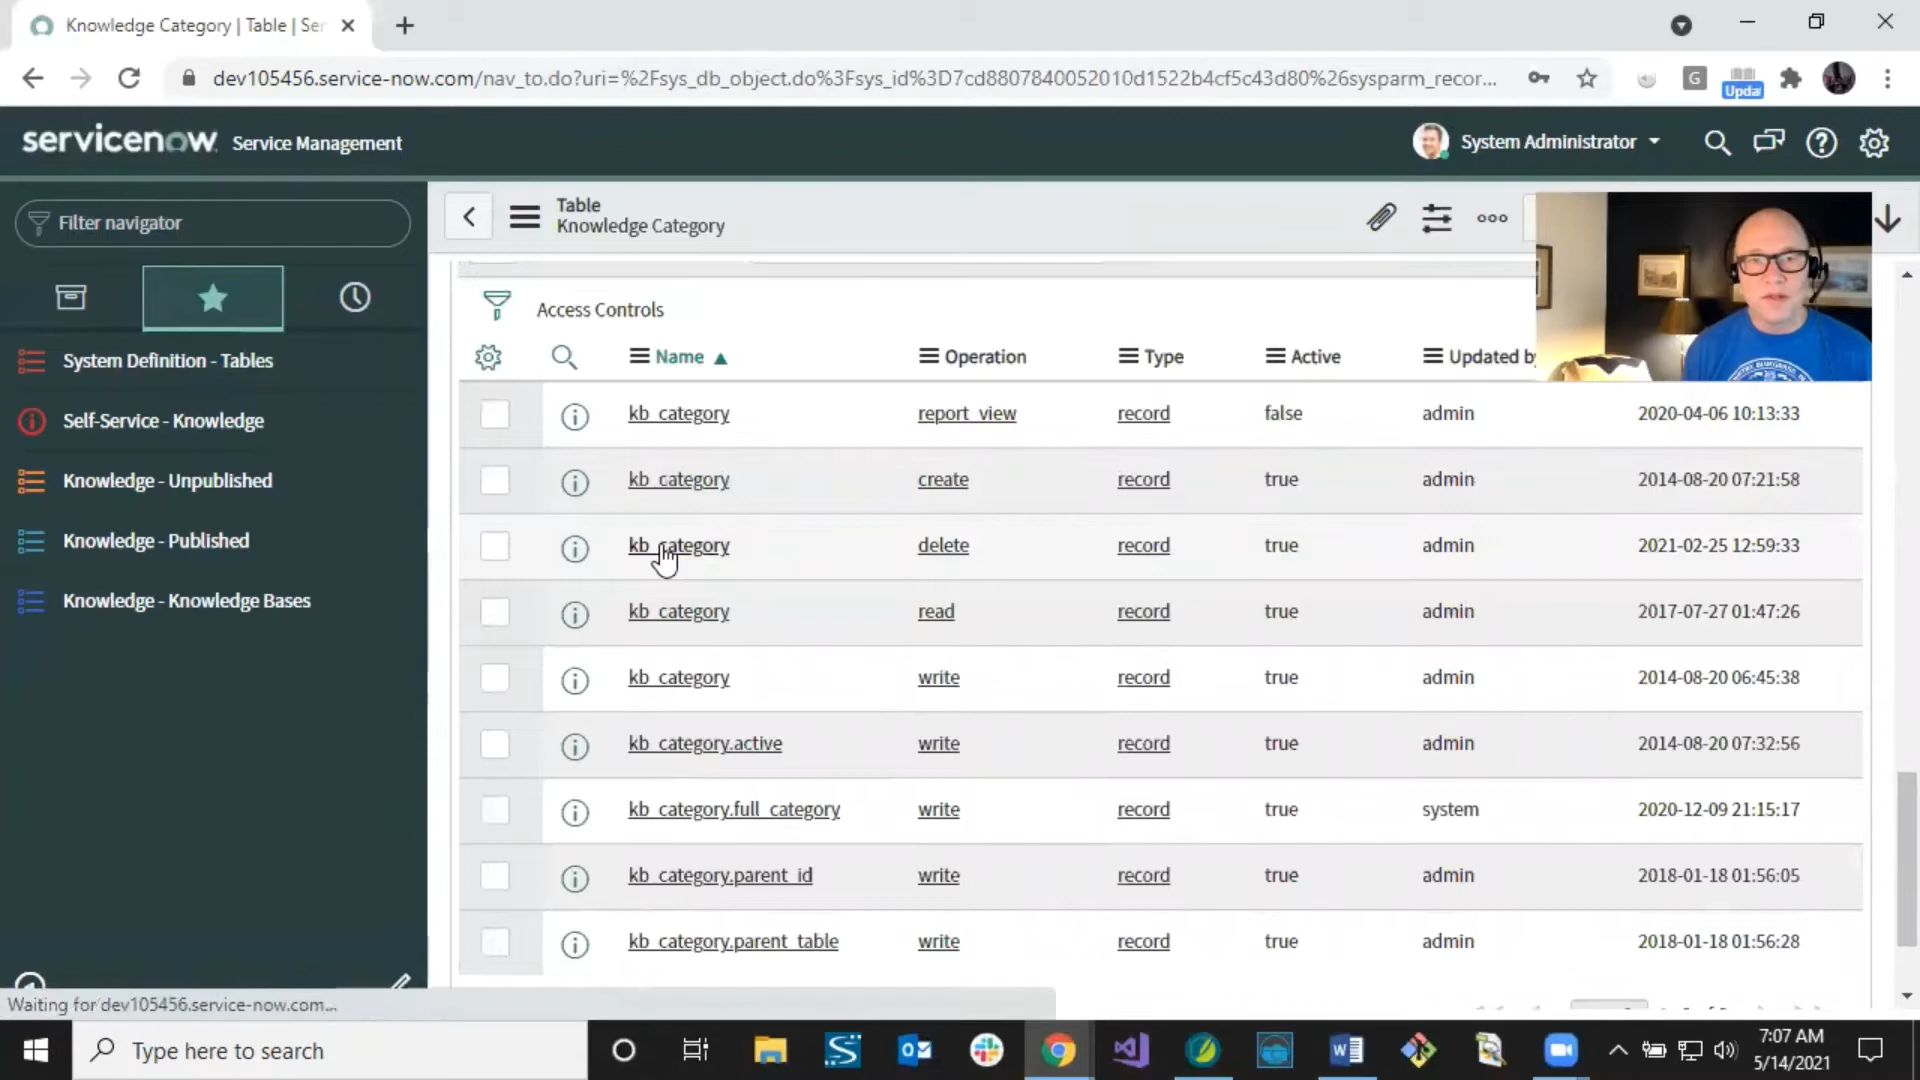 Knowledge Category | Table | Ser
dev105456.service-now.com/nav_to.do?uri=%2Fsys_db_object.do%3Fsys_id%3D7cd8807840052010d1522b4cf5c43d80%26sysparm_recor...
G
Updat
servicenow Service Management
System Administrator
Filter navigator
Table
Knowledge Category
System Definition - Tables
Self-Service - Knowledge
Knowledge - Unpublished
Knowledge - Published
Knowledge - Knowledge Bases
Access Controls
Name Operation Type Active Updated by
kb_category report_view record false admin 2020-04-06 10:13:33
kb_category create record true admin 2014-08-20 07:21:58
kb_category delete record true admin 2021-02-25 12:59:33
kb_category read record true admin 2017-07-27 01:47:26
kb_category write record true admin 2014-08-20 06:45:38
kb_category.active write record true admin 2014-08-20 07:32:56
kb_category.full_category write record true system 2020-12-09 21:15:17
kb_category.parent_id write record true admin 2018-01-18 01:56:05
kb_category.parent_table write record true admin 2018-01-18 01:56:28
Waiting for dev105456.service-now.com...
Type here to search
7:07 AM
5/14/2021